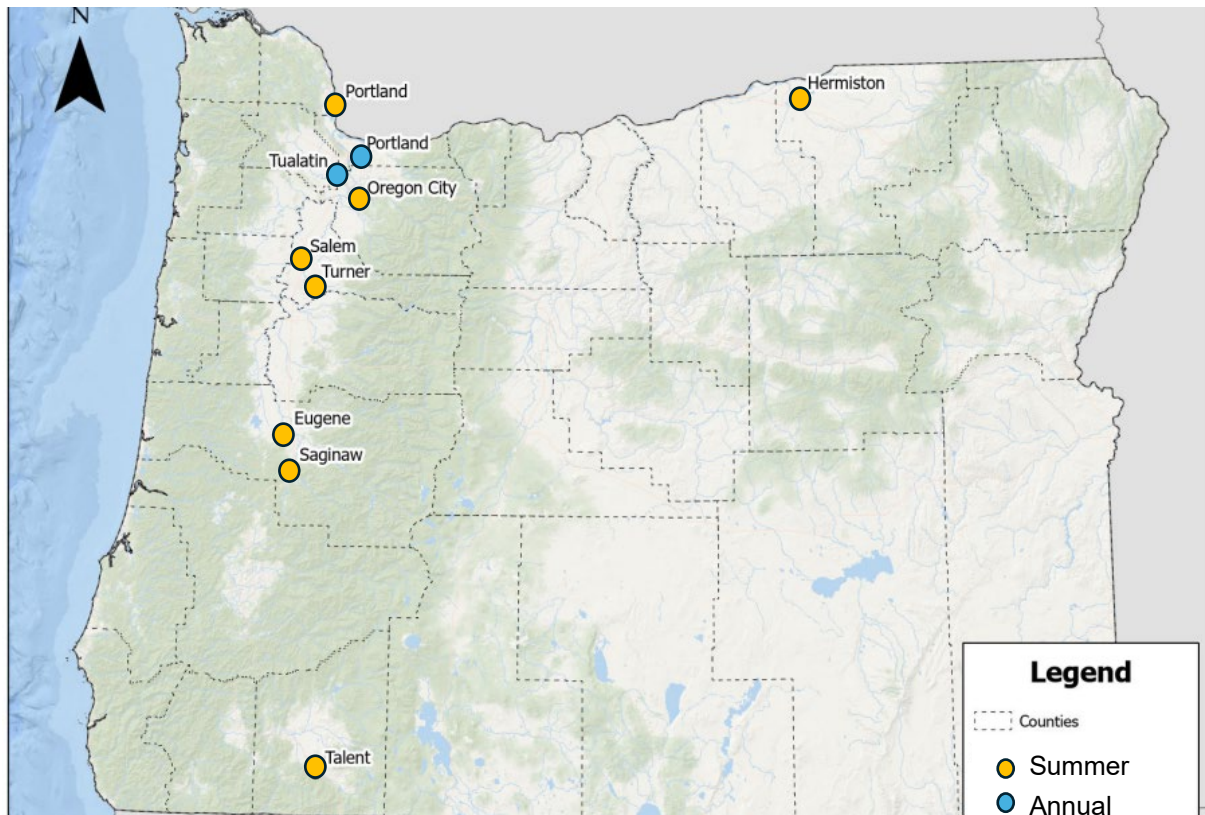 N
Portland
Hermiston
Portland
Tualatin
Oregon City
Salem
Turner
Eugene
Saginaw
Talent
Legend
Counties
Summer
Annual